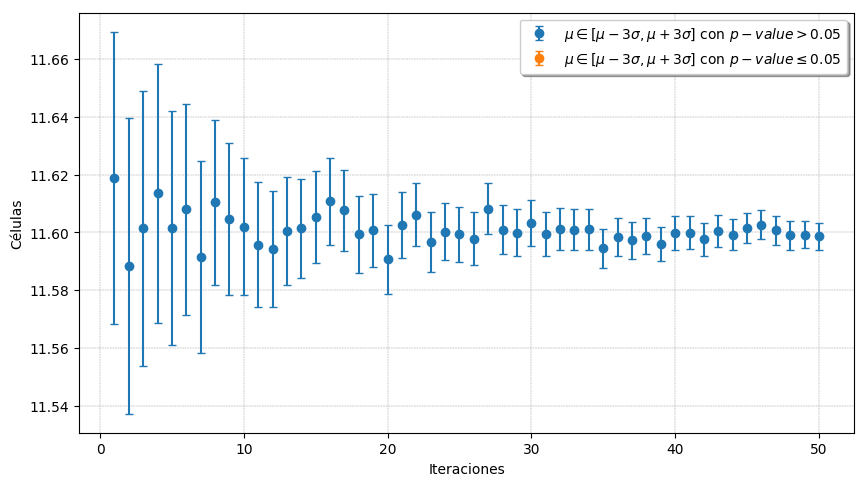 μ ∈ [μ − 3σ, μ + 3σ] con p − value > 0.05
μ ∈ [μ − 3σ, μ + 3σ] con p − value ≤ 0.05
11.66
11.64
11.62
11.60
11.58
11.56
11.54
Células
0 10 20 30 40 50
Iteraciones